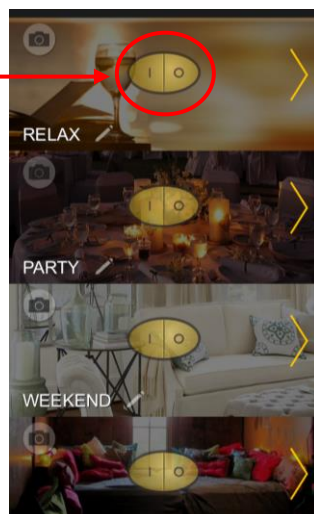 I O
RELAX
I O
PARTY
I O
WEEKEND
I O